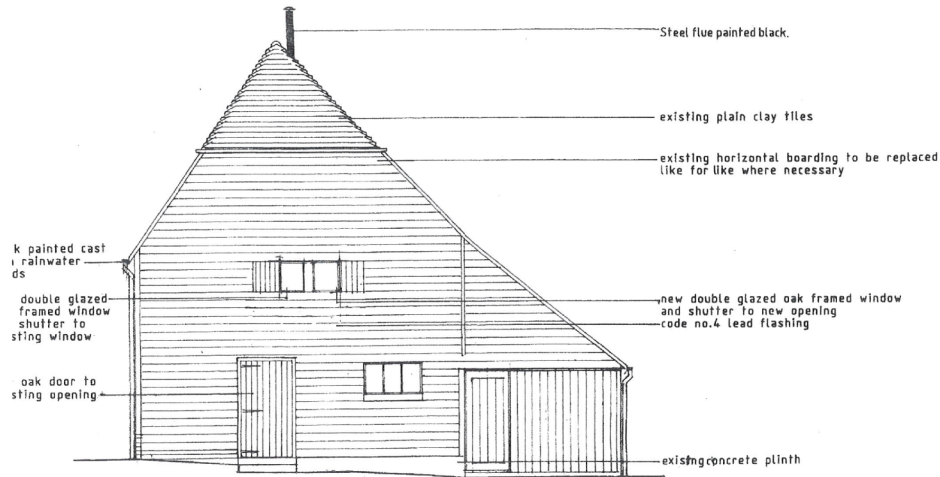 Steel flue painted black.
existing plain clay tiles
existing horizontal boarding to be replaced
like for like where necessary
k painted cast
rainwater
ds
double glazed
framed window
shutter to
sting window
new double glazed oak framed window
and shutter to new opening
code no.4 lead flashing
oak door to
sting opening
existing concrete plinth